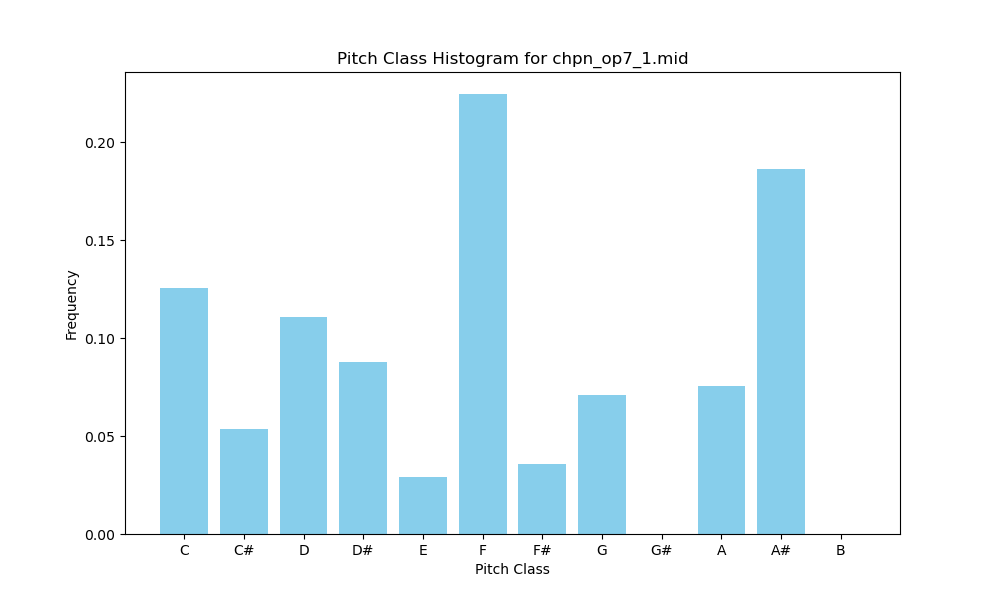 Pitch Class Histogram for chpn_op7_1.mid
Frequency
0.20
0.15
0.10
0.05
0.00
C C# D D# E F F# G G# A A# B
Pitch Class